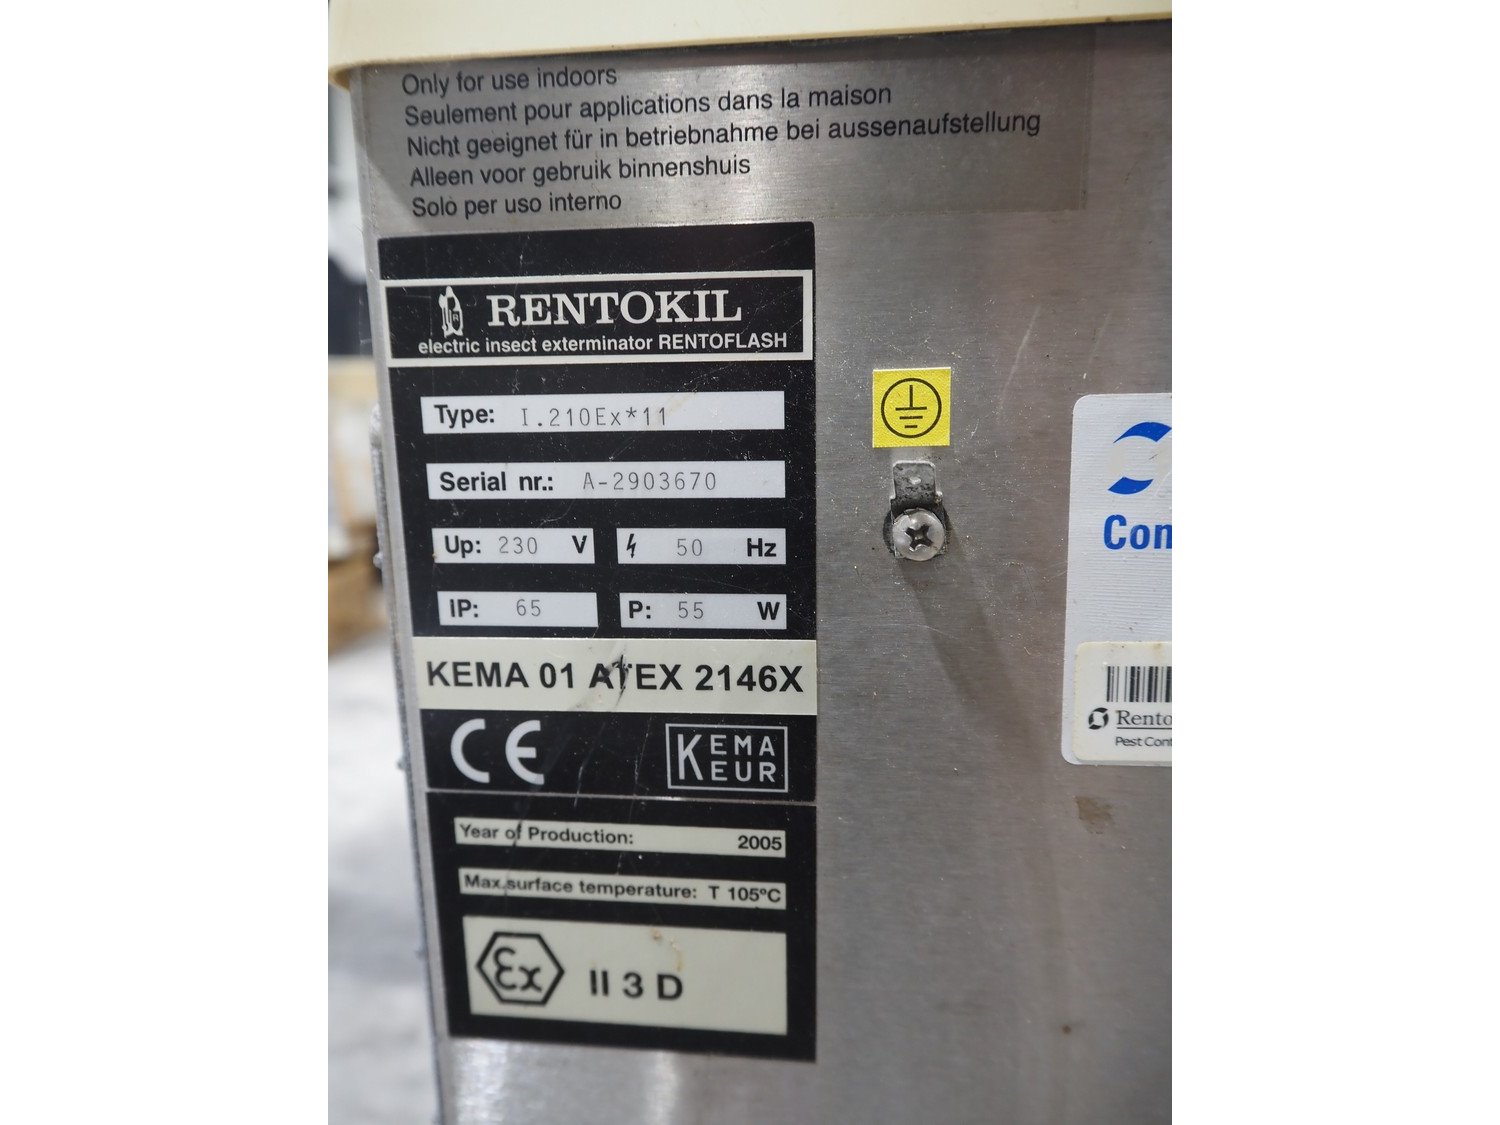 Only for use indoors
Seulement pour applications dans la maison
Nicht geeignet für in betriebnahme bei aussenaufstellung
Alleen voor gebruik binnenshuis
Solo per uso interno
RENTOKIL
electric insect exterminator RENTOFLASH
Type: I.210Ex*11
Serial nr.: A-2903670
Up: 230 V 50 Hz
IP: 65 P: 55 W
KEMA 01 ATEX 2146X
CE KEMA KEUR
Year of Production: 2005
Max.surface temperature: T 105ºC
Ex II 3 D
Con
Rento
Pest Cont